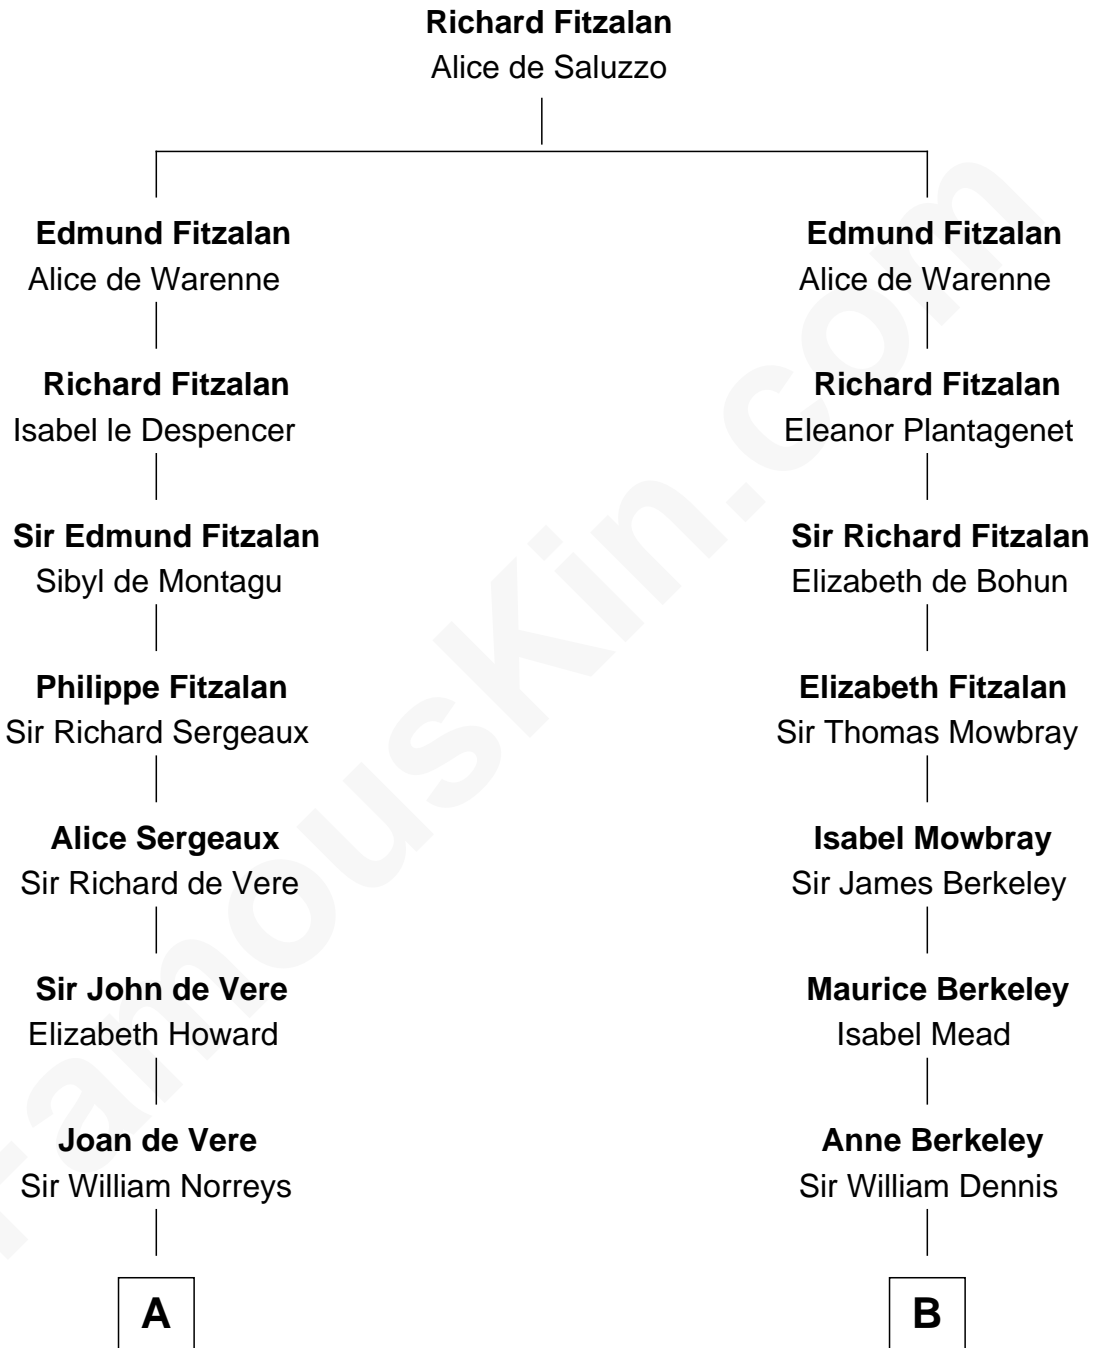 Richard Fitzalan
Alice de Saluzzo
Edmund Fitzalan
Alice de Warenne
Richard Fitzalan
Isabel le Despencer
Sir Edmund Fitzalan
Sibyl de Montagu
Philippe Fitzalan
Sir Richard Sergeaux
Alice Sergeaux
Sir Richard de Vere
Sir John de Vere
Elizabeth Howard
Joan de Vere
Sir William Norreys
A
Edmund Fitzalan
Alice de Warenne
Richard Fitzalan
Eleanor Plantagenet
Sir Richard Fitzalan
Elizabeth de Bohun
Elizabeth Fitzalan
Sir Thomas Mowbray
Isabel Mowbray
Sir James Berkeley
Maurice Berkeley
Isabel Mead
Anne Berkeley
Sir William Dennis
B
FamousKin.com